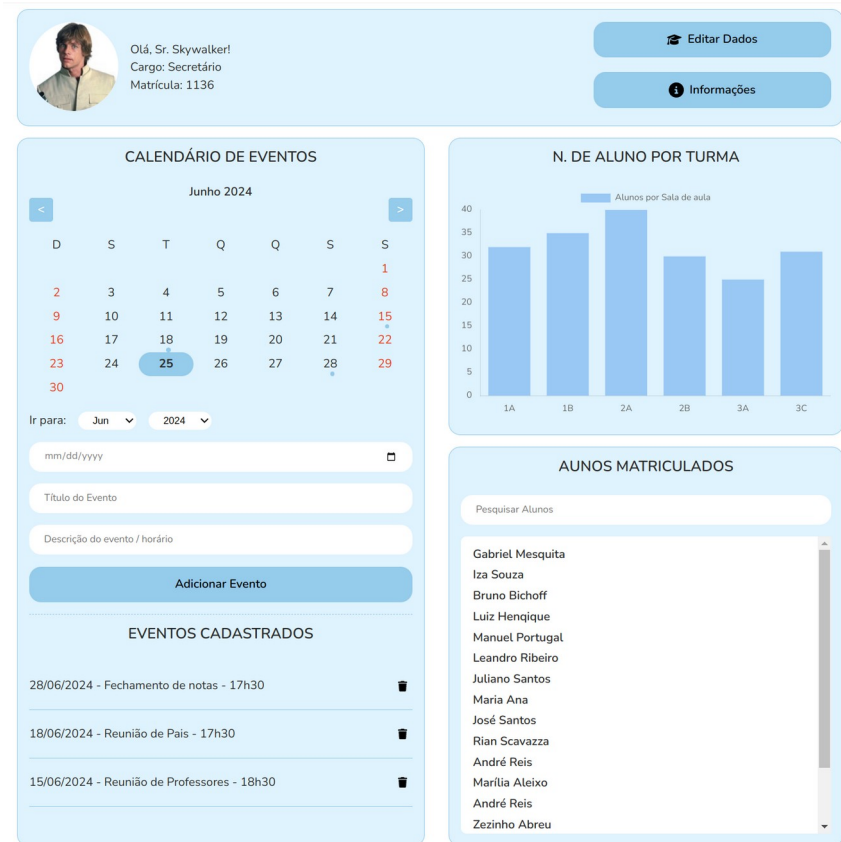 Olá, Sr. Skywalker!
Cargo: Secretário
Matrícula: 1136
Editar Dados
Informações
CALENDÁRIO DE EVENTOS
Junho 2024
<
>
D S T Q Q S S
1
2 3 4 5 6 7 8
9 10 11 12 13 14 15
16 17 18 19 20 21 22
23 24 25 26 27 28 29
30
Ir para: Jun 2024
mm/dd/yyyy
Título do Evento
Descrição do evento / horário
Adicionar Evento
EVENTOS CADASTRADOS
28/06/2024 - Fechamento de notas - 17h30
18/06/2024 - Reunião de Pais - 17h30
15/06/2024 - Reunião de Professores - 18h30
N. DE ALUNO POR TURMA
Alunos por Sala de aula
40
35
30
25
20
15
10
5
0
1A 1B 2A 2B 3A 3C
AUNOS MATRICULADOS
Pesquisar Alunos
Gabriel Mesquita
Iza Souza
Bruno Bichoff
Luiz Henqique
Manuel Portugal
Leandro Ribeiro
Juliano Santos
Maria Ana
José Santos
Rian Scavazza
André Reis
Marília Aleixo
André Reis
Zezinho Abreu